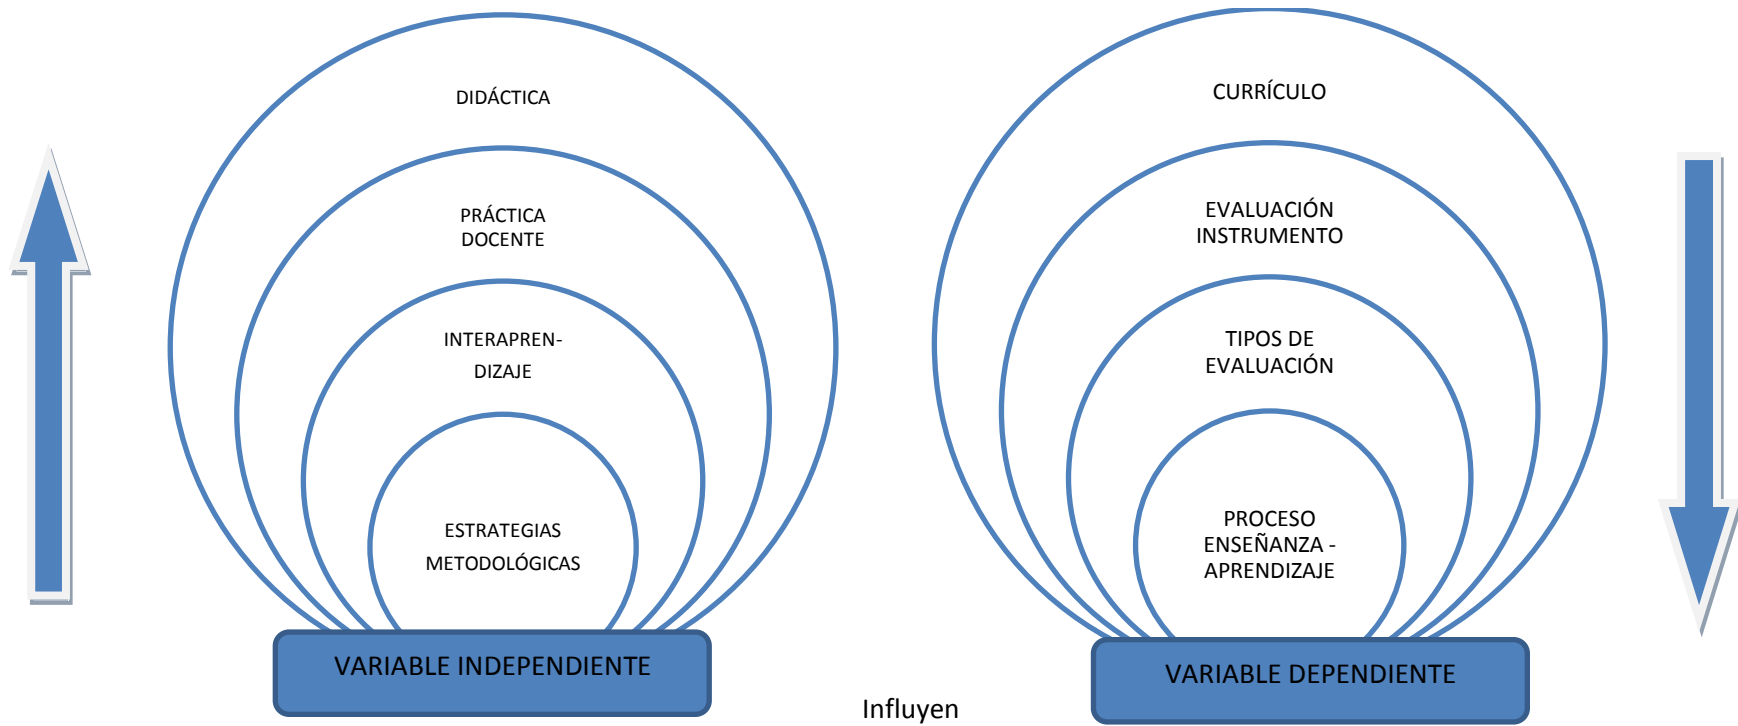 DIDÁCTICA
PRÁCTICA
DOCENTE
INTERAPREN-
DIZAJE
ESTRATEGIAS
METODOLÓGICAS
VARIABLE INDEPENDIENTE
Influyen
CURRÍCULO
EVALUACIÓN
INSTRUMENTO
TIPOS DE
EVALUACIÓN
PROCESO
ENSEÑANZA -
APRENDIZAJE
VARIABLE DEPENDIENTE